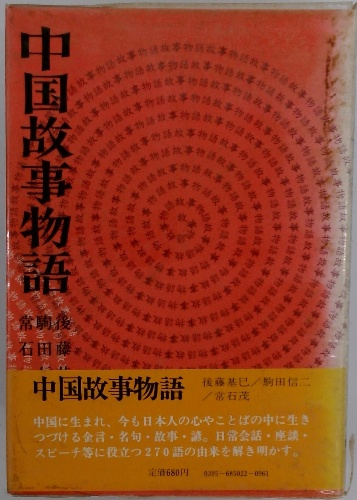 中国故事物語
後藤
駒田
常石
中国故事物語
後藤基巳／駒田信二
／常石茂
中国に生まれ、今も日本人の心やことばの中に生き
つづける金言・名句・故事・諺。日常会話・座談・
スピーチ等に役立つ270語の由来を解き明かす。
定価680円 0395-685022-0961